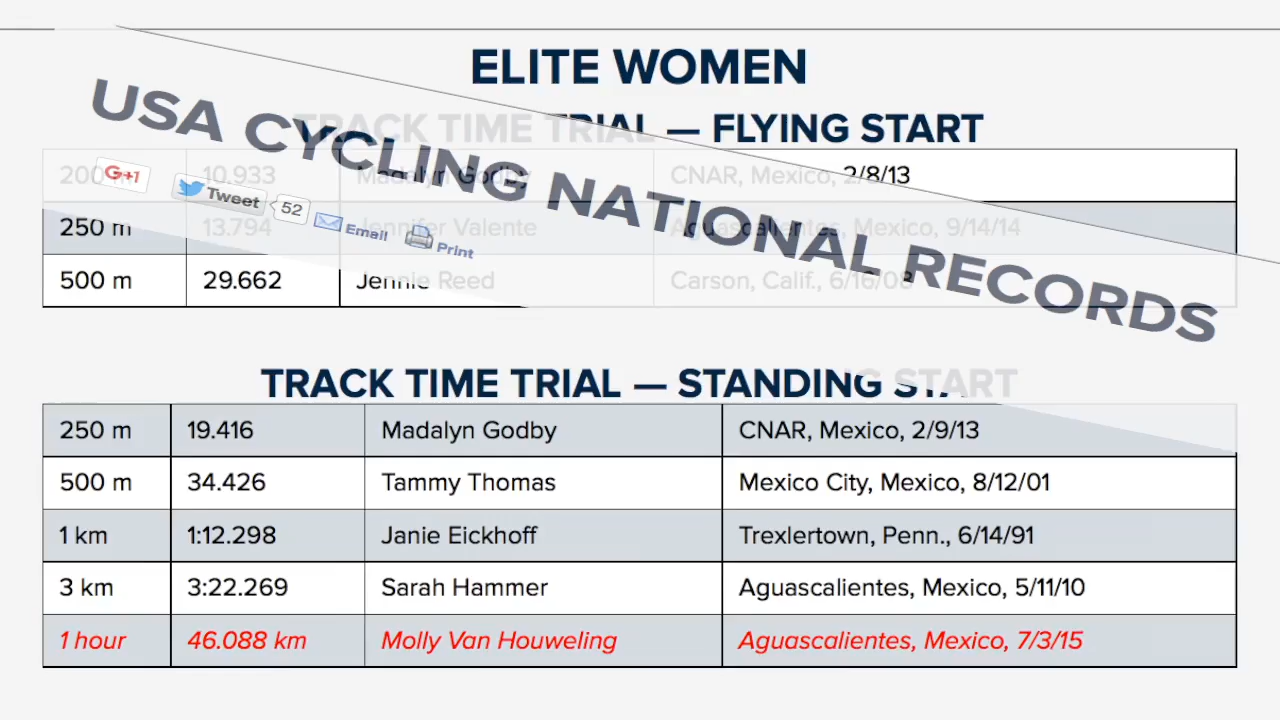 ELITE WOMEN
TRACK TIME TRIAL — FLYING START
USA CYCLING NATIONAL RECORDS
G+1 Tweet 52 Email Print
200 m 10.933 Madalyn Godby CNAR, Mexico, 2/8/13
250 m 13.794 Jennifer Valente Aguascalientes, Mexico, 9/14/14
500 m 29.662 Jennie Reed Carson, Calif., 6/16/08
TRACK TIME TRIAL — STANDING START
250 m 19.416 Madalyn Godby CNAR, Mexico, 2/9/13
500 m 34.426 Tammy Thomas Mexico City, Mexico, 8/12/01
1 km 1:12.298 Janie Eickhoff Trexlertown, Penn., 6/14/91
3 km 3:22.269 Sarah Hammer Aguascalientes, Mexico, 5/11/10
1 hour 46.088 km Molly Van Houweling Aguascalientes, Mexico, 7/3/15